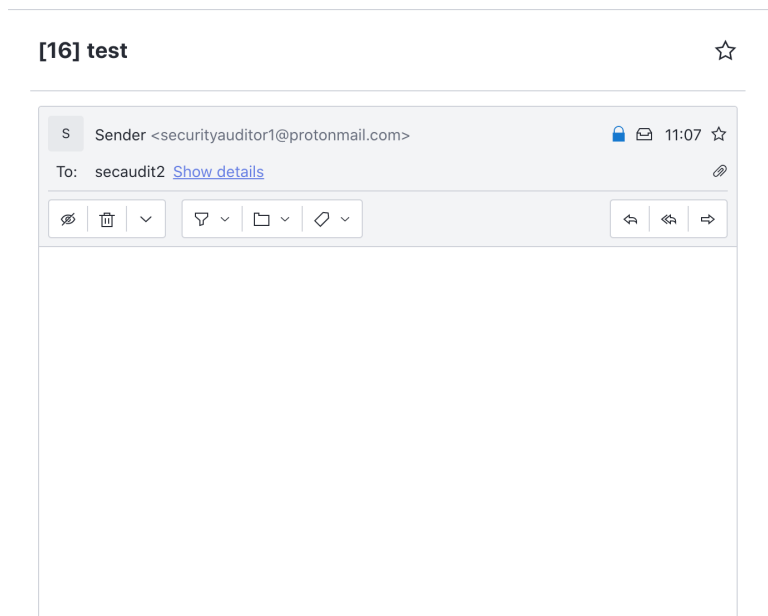 [16] test
S Sender <securityauditor1@protonmail.com> 11:07
To: secaudit2 Show details